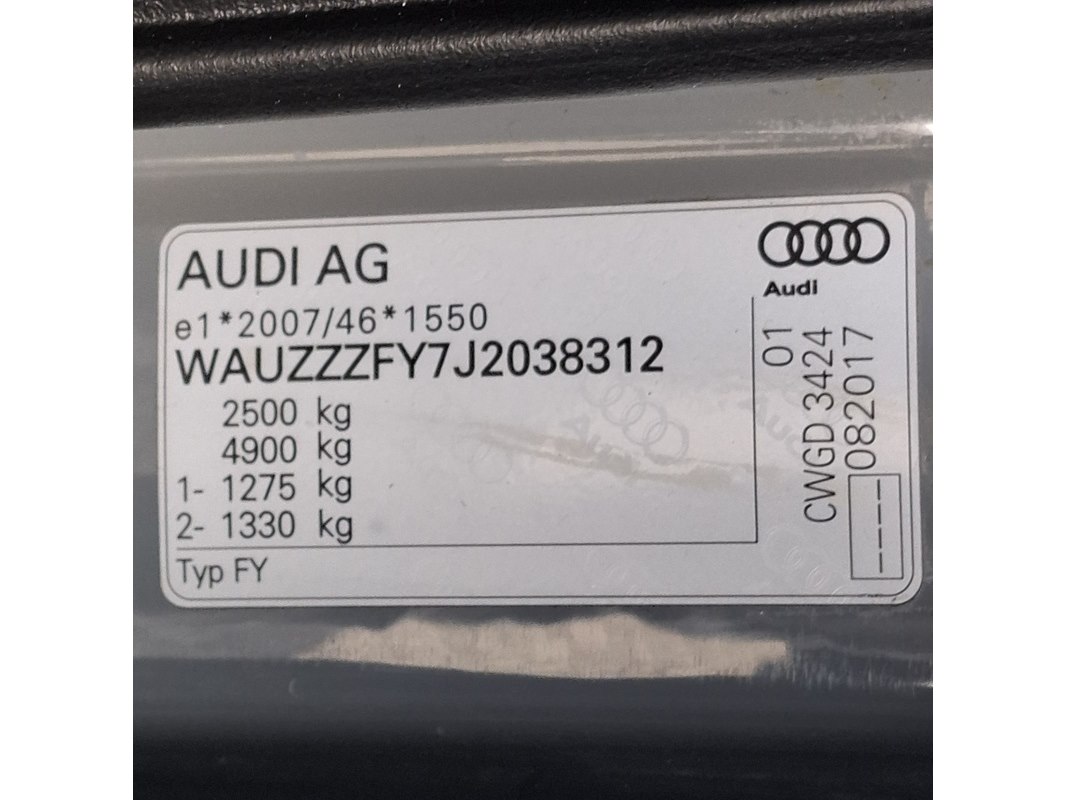 AUDI AG
e1*2007/46*1550
WAUZZZFY7J2038312
2500 kg
4900 kg
1- 1275 kg
2- 1330 kg
Typ FY
Audi
01
CWGD 3424
082017
----